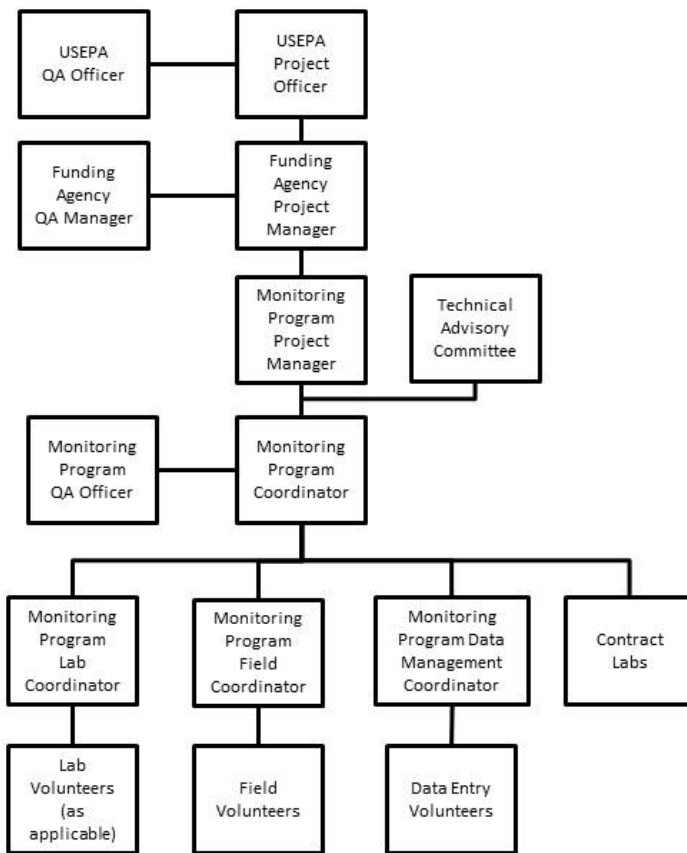 USEPA
QA Officer
USEPA
Project
Officer
Funding
Agency
QA Manager
Funding
Agency
Project
Manager
Monitoring
Program
Project
Manager
Technical
Advisory
Committee
Monitoring
Program
QA Officer
Monitoring
Program
Coordinator
Monitoring
Program
Lab
Coordinator
Monitoring
Program
Field
Coordinator
Monitoring
Program Data
Management
Coordinator
Contract
Labs
Lab
Volunteers
(as
applicable)
Field
Volunteers
Data Entry
Volunteers